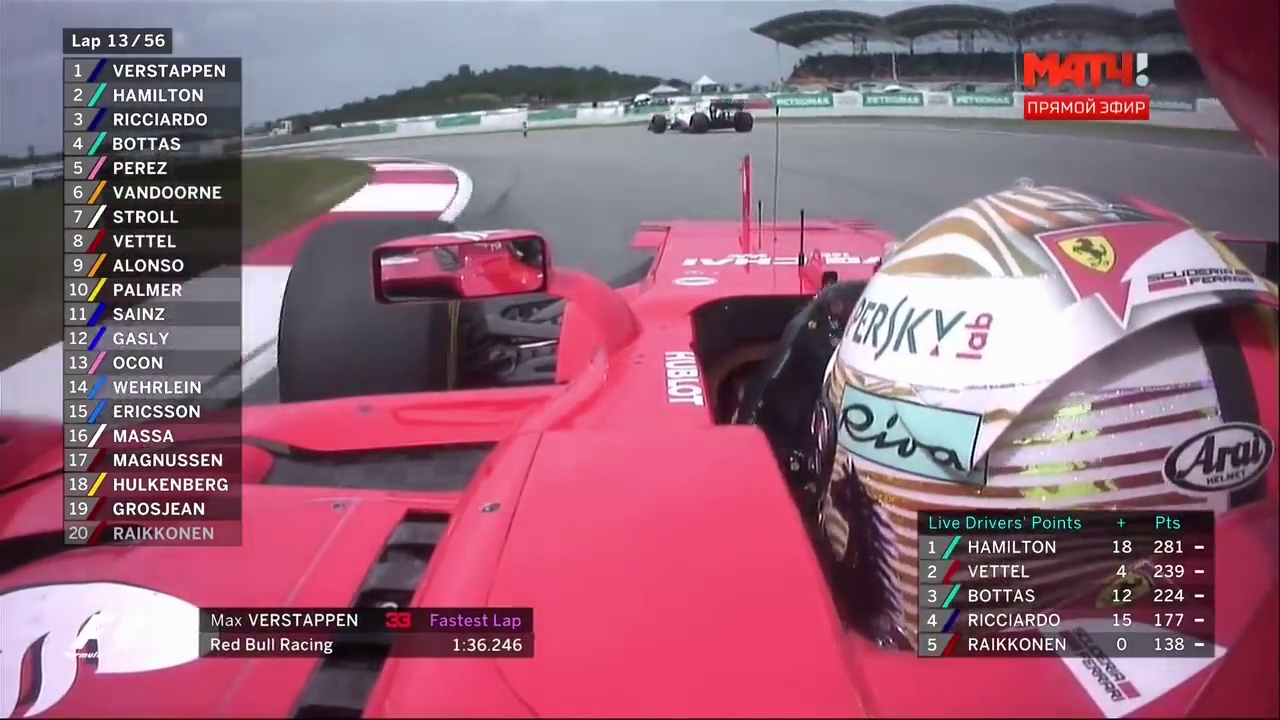 Lap 13/56
1 VERSTAPPEN
2 HAMILTON
3 RICCIARDO
4 BOTTAS
5 PEREZ
6 VANDOORNE
7 STROLL
8 VETTEL
9 ALONSO
10 PALMER
11 SAINZ
12 GASLY
13 OCON
14 WEHRLEIN
15 ERICSSON
16 MASSA
17 MAGNUSSEN
18 HULKENBERG
19 GROSJEAN
20 RAIKKONEN
МАТЧ!
ПРЯМОЙ ЭФИР
PETRONAS
PETRONAS
PETRONAS
SCUDERIA
FERRARI
PERSKY
lab
HUBLOT
Riva
Arai
HELMET
Live Drivers' Points + Pts
1 HAMILTON 18 281 -
2 VETTEL 4 239 -
3 BOTTAS 12 224 -
4 RICCIARDO 15 177 -
5 RAIKKONEN 0 138 -
Max VERSTAPPEN 33 Fastest Lap
Red Bull Racing 1:36.246
SCUDERIA
FERRARI